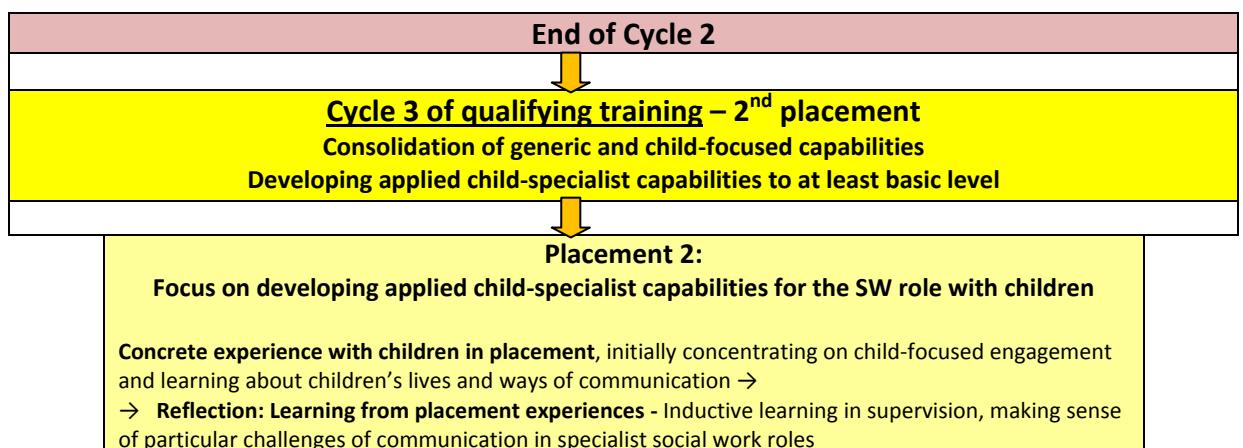 End of Cycle 2
Cycle 3 of qualifying training – 2nd placement
Consolidation of generic and child-focused capabilities
Developing applied child-specialist capabilities to at least basic level
Placement 2:
Focus on developing applied child-specialist capabilities for the SW role with children
Concrete experience with children in placement, initially concentrating on child-focused engagement
and learning about children's lives and ways of communication →
→ Reflection: Learning from placement experiences - Inductive learning in supervision, making sense
of particular challenges of communication in specialist social work roles